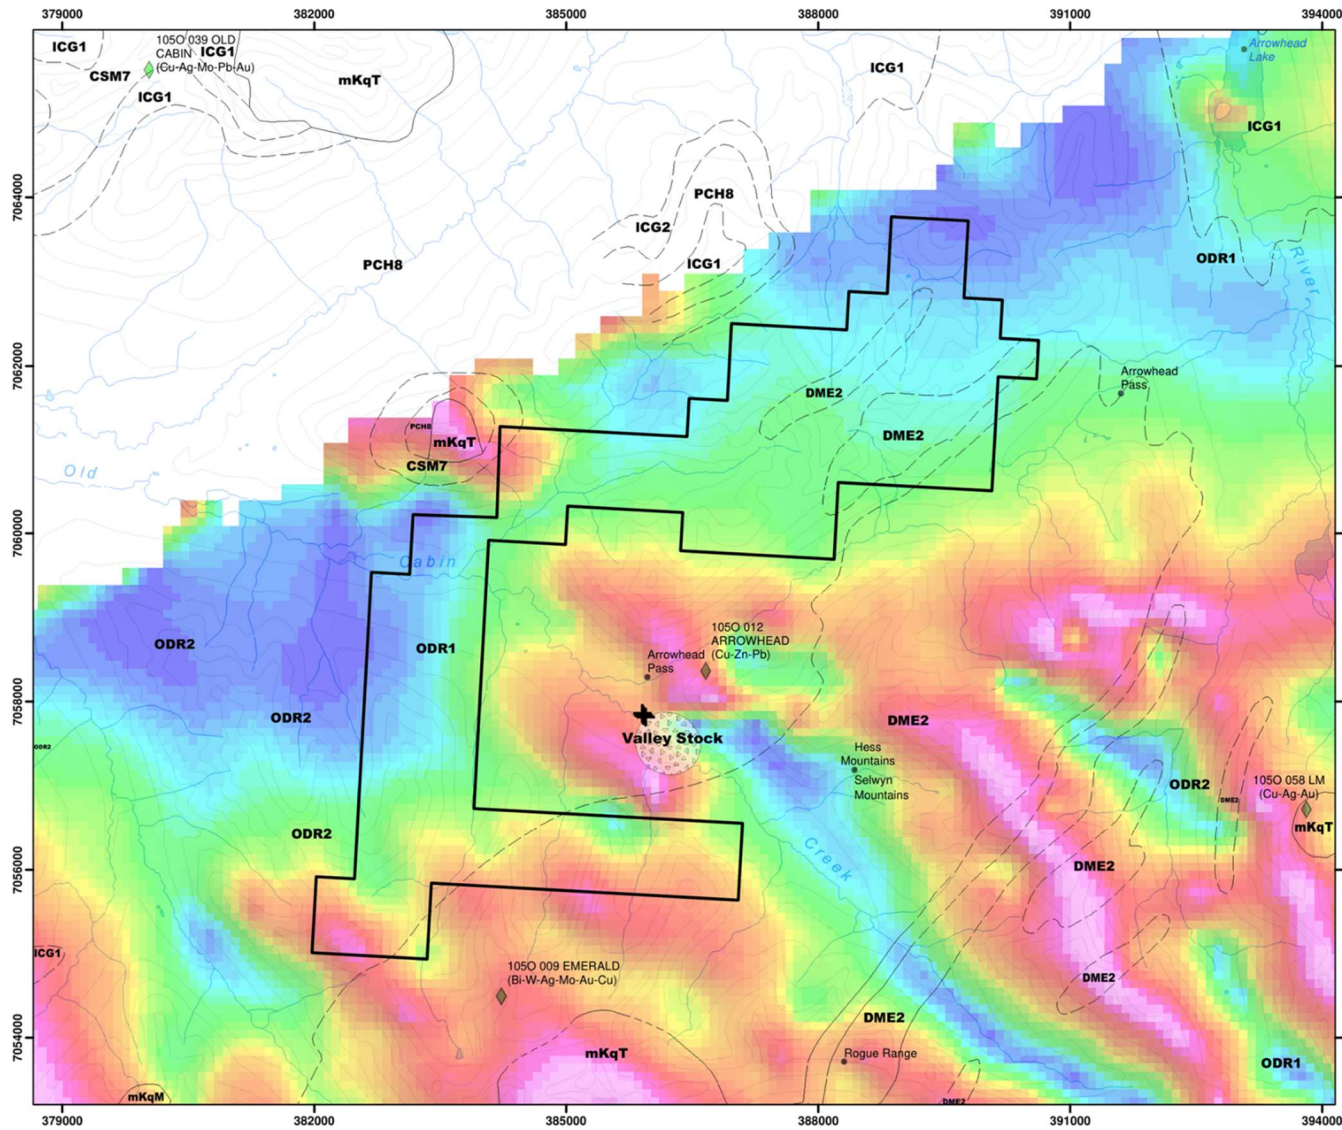 379000 382000 385000 388000 391000 394000
ICG1
105O 039 OLD
CABIN
(Cu-Ag-Mo-Pb-Au)
ICG1
CSM7
ICG1
mKqT
ICG1
Arrowhead
Lake
ICG1
7064000
PCH8
ICG2
ICG1
PCH8
ODR1
River
7062000
Arrowhead
Pass
DME2
DME2
PCH8
mKqT
CSM7
Old
7060000
Cabin
ODR2
ODR1
105O 012
ARROWHEAD
(Cu-Zn-Pb)
Arrowhead
Pass
7058000
ODR2
ODR2
Valley Stock
DME2
Hess
Mountains
Selwyn
Mountains
ODR2
105O 058 LM
(Cu-Ag-Au)
DME2
mKqT
ODR2
7056000
Creek
DME2
ICG1
105O 009 EMERALD
(Bi-W-Ag-Mo-Au-Cu)
DME2
DME2
7054000
mKqT
Rogue Range
ODR1
mKqM
DME2
379000 382000 385000 388000 391000 394000